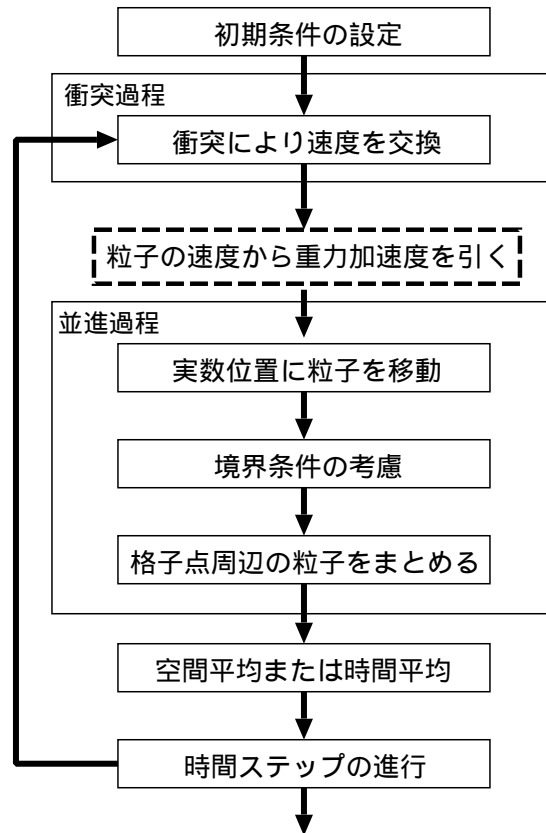 初期条件の設定
衝突過程
衝突により速度を交換
粒子の速度から重力加速度を引く
並進過程
実数位置に粒子を移動
境界条件の考慮
格子点周辺の粒子をまとめる
空間平均または時間平均
時間ステップの進行